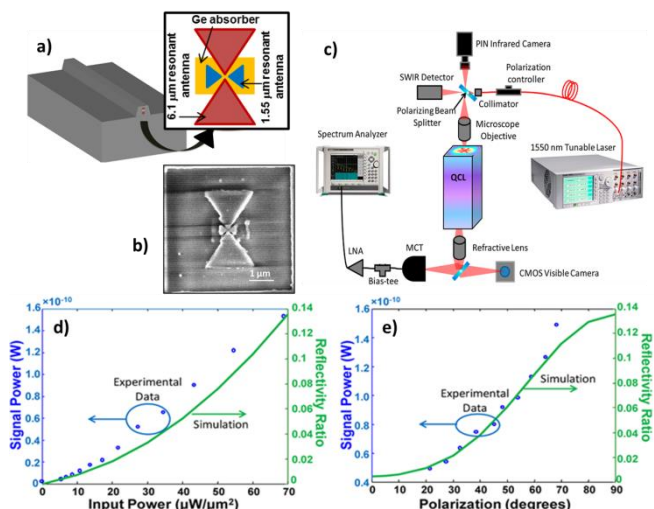 a)
Ge absorber
6.1 µm resonant
antenna
1.55 µm resonant
antenna
b)
1 µm
c)
PIN Infrared Camera
SWIR Detector
Polarization
controller
Polarizing Beam
Splitter
Collimator
Microscope
Objective
Spectrum Analyzer
1550 nm Tunable Laser
QCL
LNA
MCT
Refractive Lens
Bias-tee
CMOS Visible Camera
d)
×10⁻¹⁰
Signal Power (W)
1.6
1.4
1.2
1.0
0.8
0.6
0.4
0.2
0
Experimental
Data
Simulation
0.14
0.12
0.10
0.08
0.06
0.04
0.02
0
Reflectivity Ratio
0 10 20 30 40 50 60 70
Input Power (µW/µm²)
e)
×10⁻¹⁰
Signal Power (W)
1.6
1.4
1.2
1.0
0.8
0.6
0.4
Experimental
Data
Simulation
0.14
0.12
0.10
0.08
0.06
0.04
0.02
0
Reflectivity Ratio
0 10 20 30 40 50 60 70 80 90
Polarization (degrees)